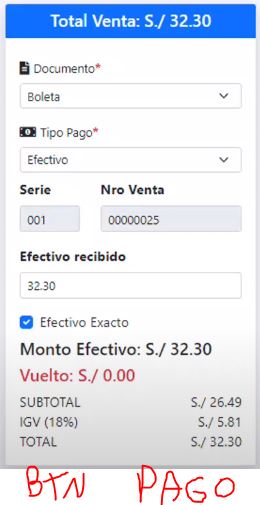 Total Venta: S./ 32.30
Documento*
Boleta
Tipo Pago*
Efectivo
Serie Nro Venta
001 00000025
Efectivo recibido
32.30
Efectivo Exacto
Monto Efectivo: S./ 32.30
Vuelto: S./ 0.00
SUBTOTAL S./ 26.49
IGV (18%) S./ 5.81
TOTAL S./ 32.30
BTN PAGO